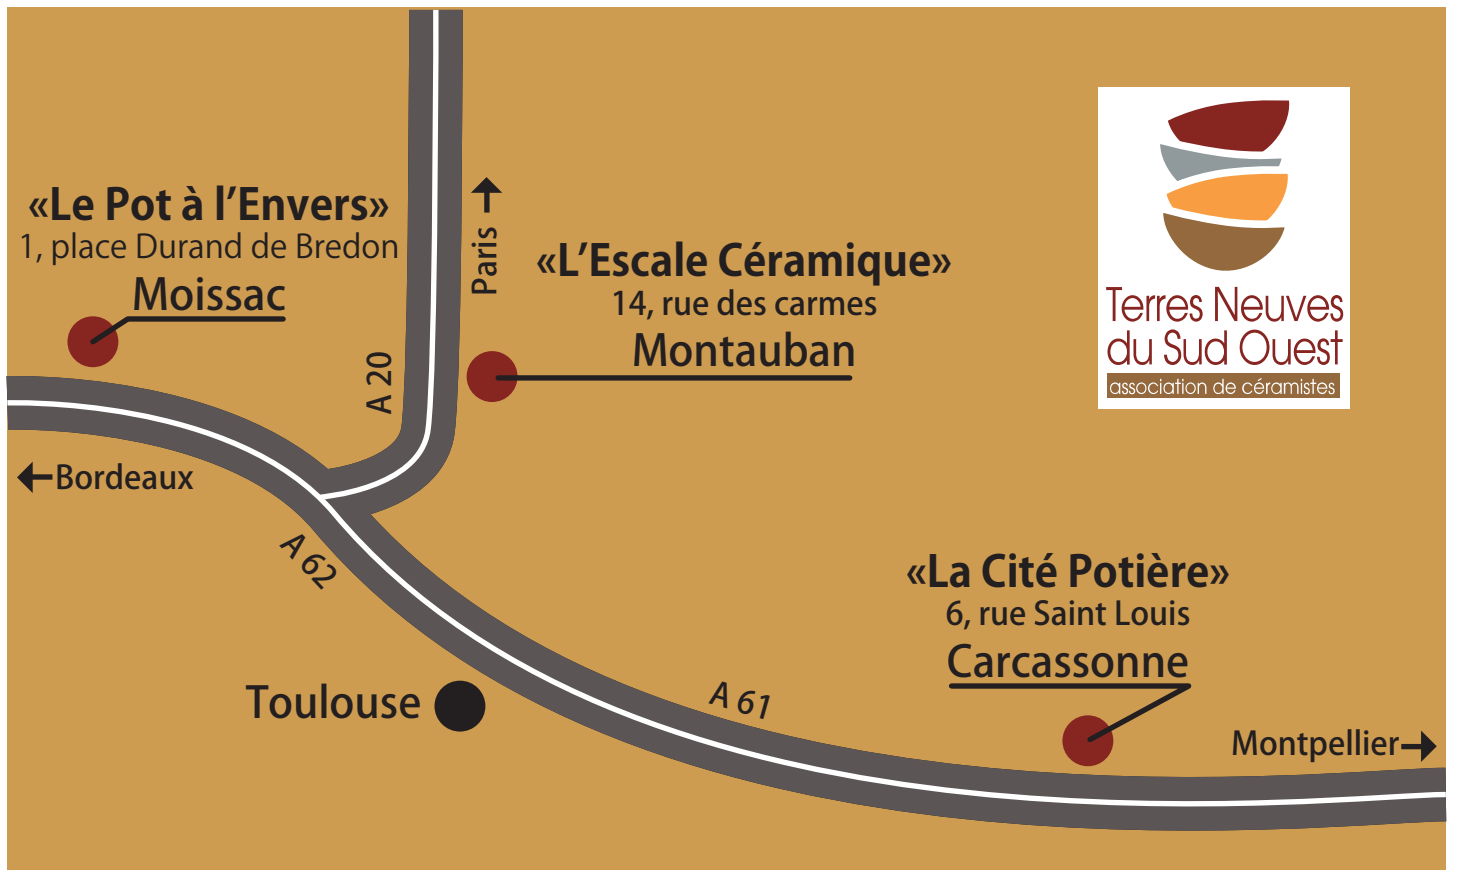 «Le Pot à l’Envers»
1, place Durand de Bredon
Moissac
Paris
«L’Escale Céramique»
14, rue des carmes
Montauban
A 20
Terres Neuves
du Sud Ouest
association de céramistes
Bordeaux
A 62
«La Cité Potière»
6, rue Saint Louis
Carcassonne
Toulouse
A 61
Montpellier